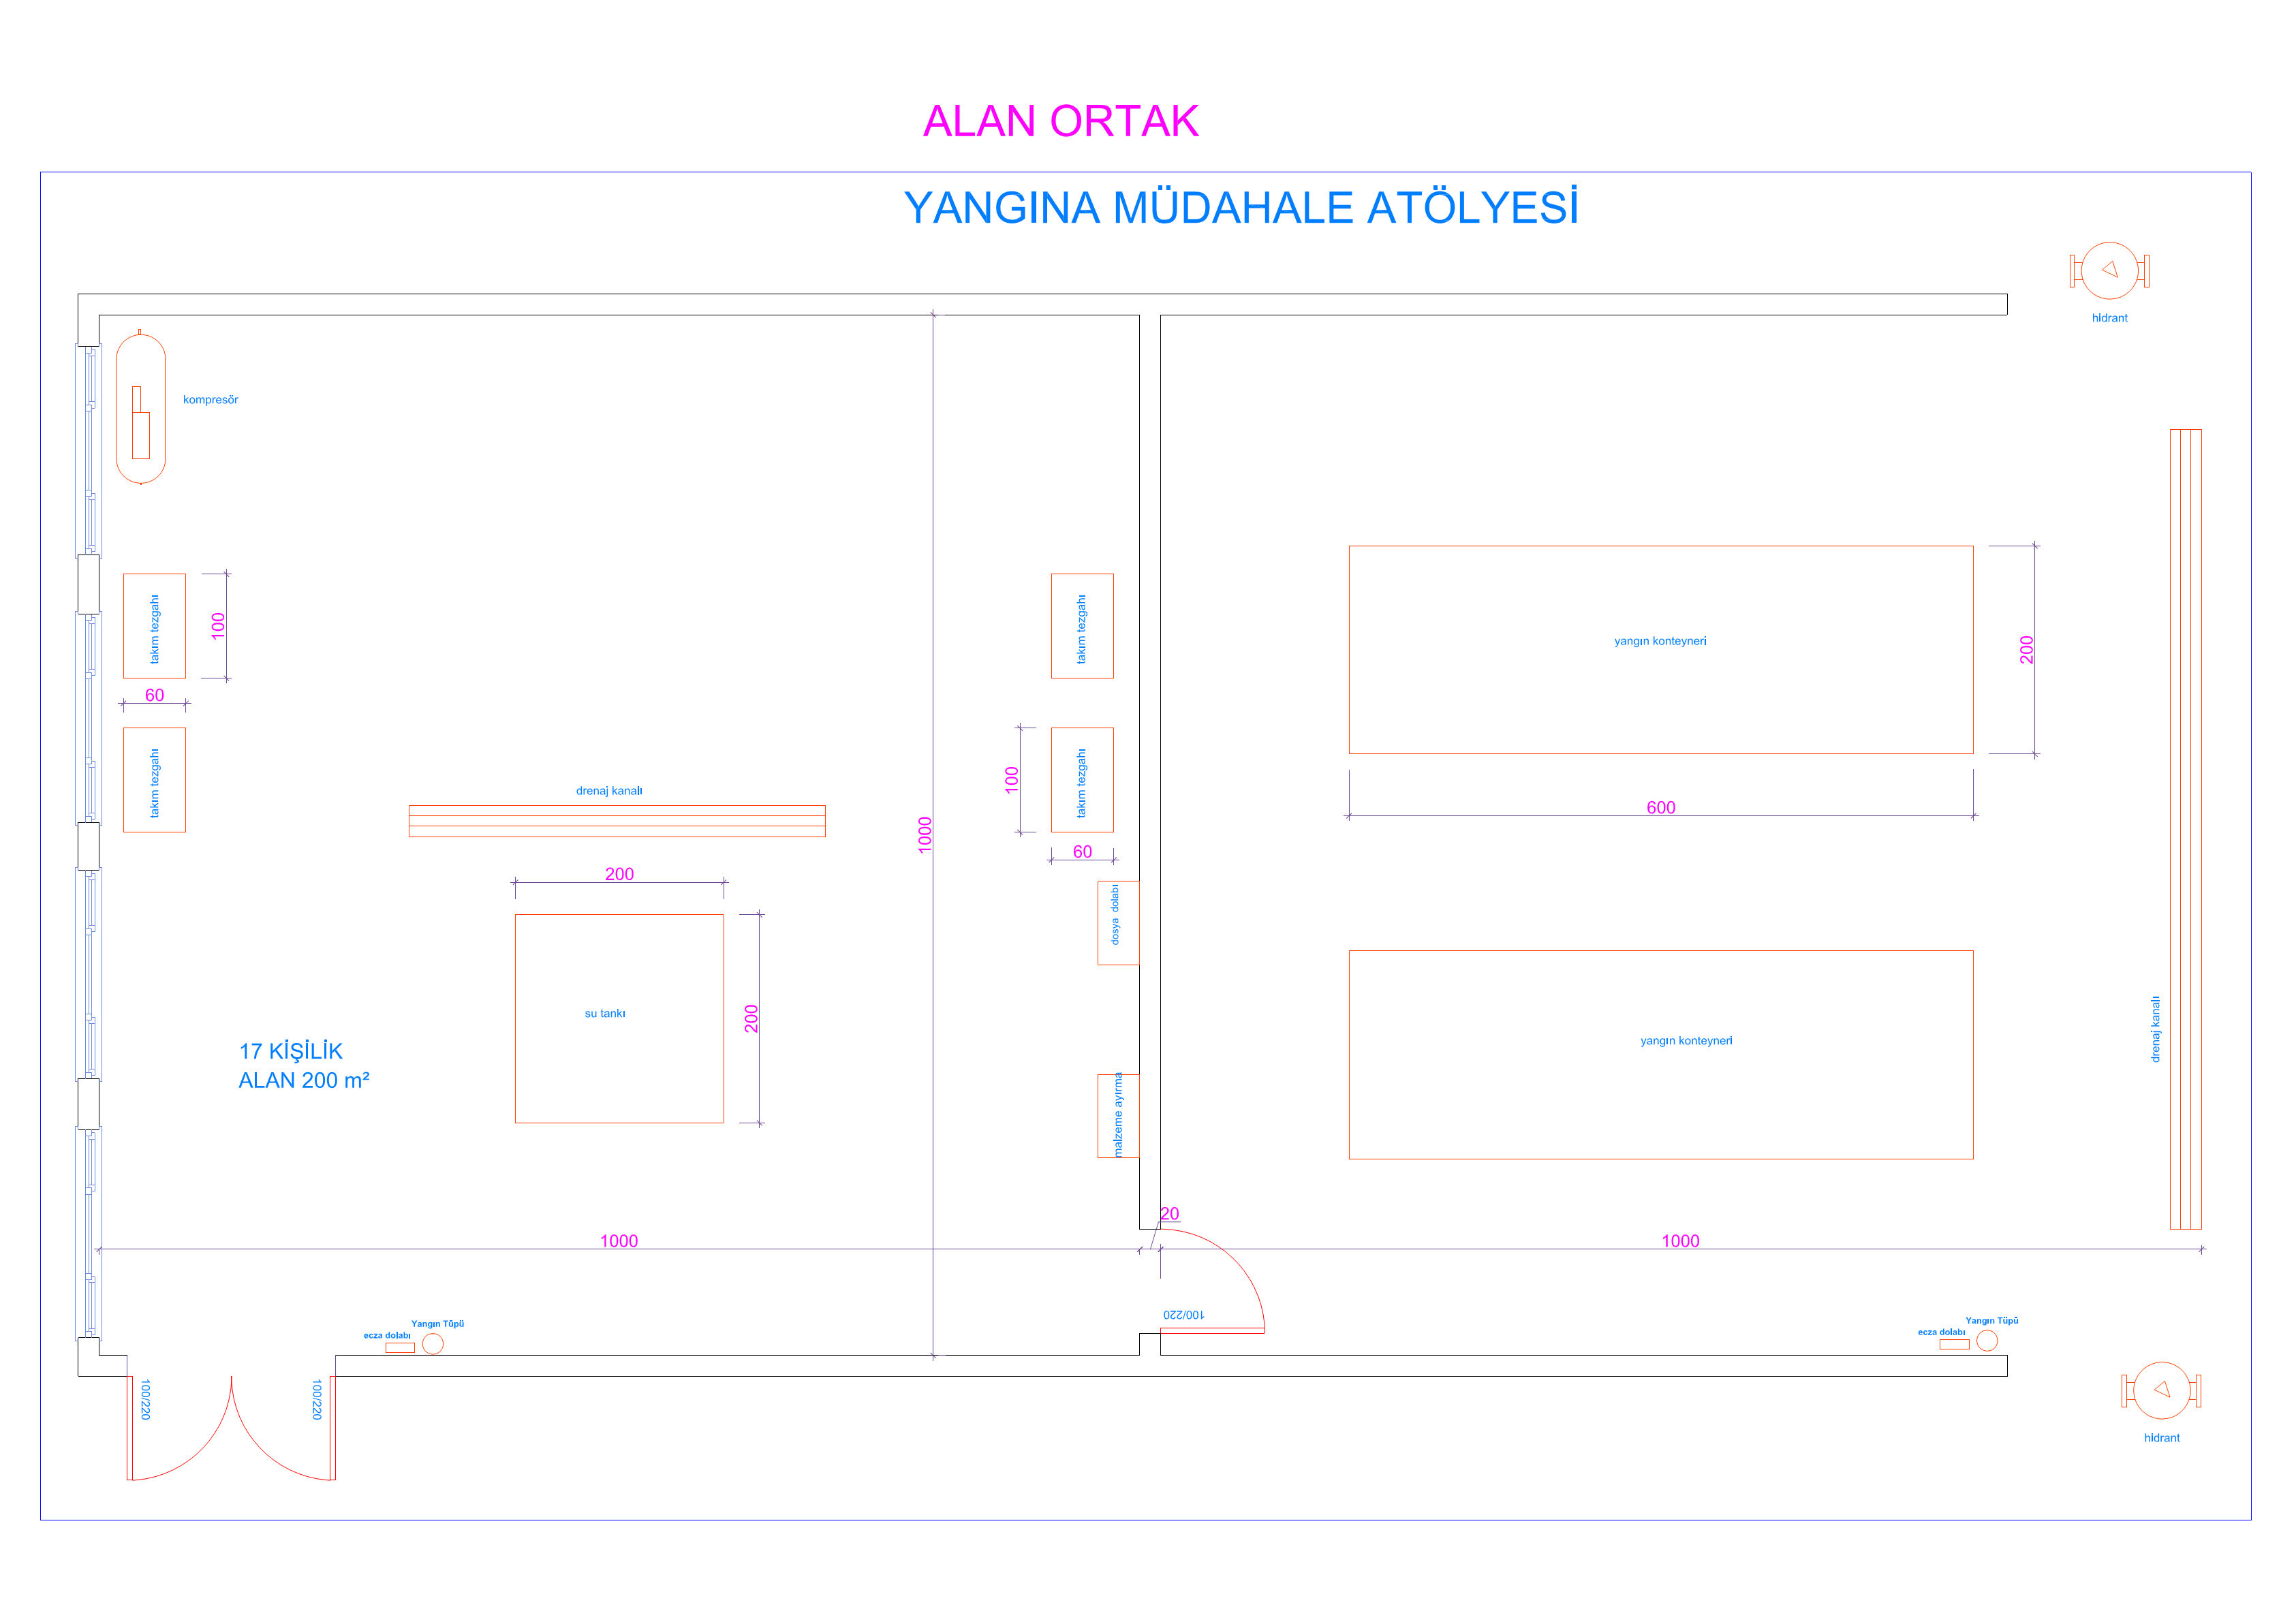 ALAN ORTAK
YANGINA MÜDAHALE ATÖLYESİ
hidrant
kompresör
takım tezgahı
100
60
takım tezgahı
takım tezgahı
100
takım tezgahı
60
yangın konteyneri
200
600
drenaj kanalı
1000
200
su tankı
200
dosya dolabı
malzeme ayırma
yangın konteyneri
drenaj kanalı
17 KİŞİLİK
ALAN 200 m²
20
1000
1000
100/220
ecza dolabı
Yangın Tüpü
ecza dolabı
Yangın Tüpü
100/220
100/220
hidrant